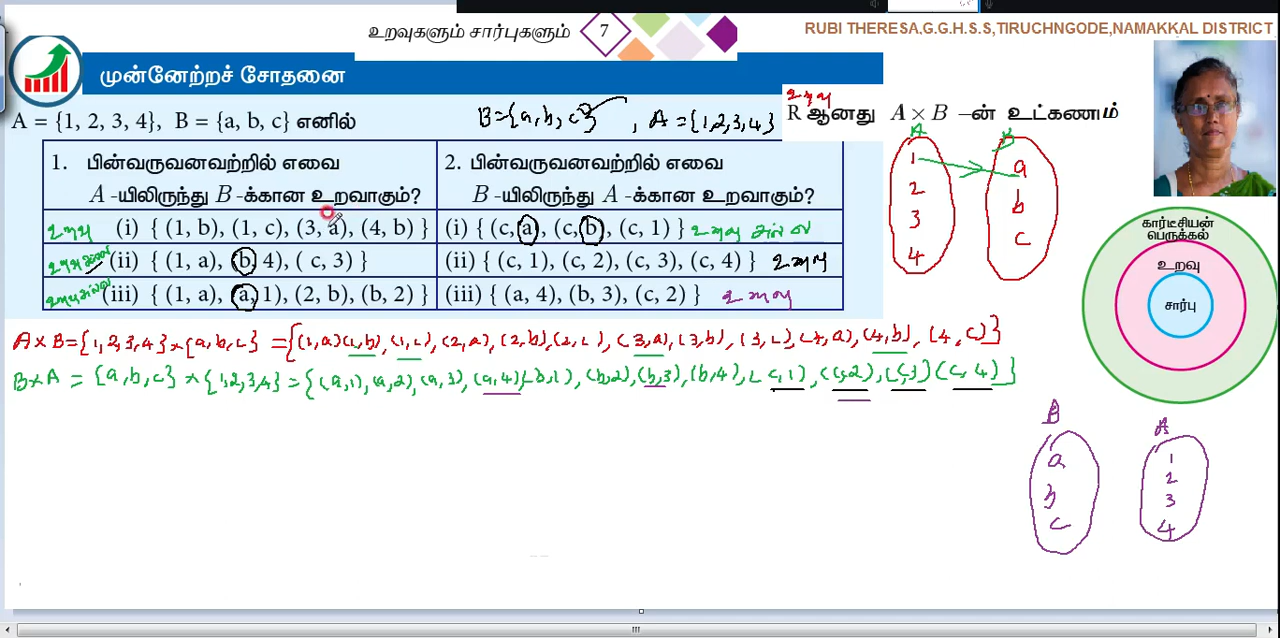 உறவுகளும் சார்புகளும் 7
RUBI THERESA,G.G.H.S.S,TIRUCHNGODE,NAMAKKAL DISTRICT
முன்னேற்றச் சோதனை
A = {1, 2, 3, 4}, B = {a, b, c} எனில்
B={a,b,c} , A={1,2,3,4}
உறவு
R ஆனது A × B –ன் உட்கணம்
1. பின்வருவனவற்றில் எவை
A -யிலிருந்து B -க்கான உறவாகும்?
2. பின்வருவனவற்றில் எவை
B -யிலிருந்து A -க்கான உறவாகும்?
உறவு (i) { (1, b), (1, c), (3, a), (4, b) }
(i) { (c, a), (c, b), (c, 1) } உறவு அல்ல
உறவு அல்ல (ii) { (1, a), (b, 4), ( c, 3) }
(ii) { (c, 1), (c, 2), (c, 3), (c, 4) } உறவு
உறவு அல்ல (iii) { (1, a), (a, 1), (2, b), (b, 2) }
(iii) { (a, 4), (b, 3), (c, 2) } உறவு
A B
1 a
2 b
3 c
4
கார்டீசியன்
பெருக்கல்
உறவு
சார்பு
A×B={1,2,3,4}×{a,b,c} ={(1,a)(1,b),(1,c),(2,a),(2,b),(2,c),(3,a),(3,b),(3,c),(4,a),(4,b),(4,c)}
B×A = {a,b,c} × {1,2,3,4}={(a,1),(a,2),(a,3),(a,4),(b,1),(b,2),(b,3),(b,4),(c,1),(c,2),(c,3)(c,4)}
B A
a 1
b 2
c 3
4